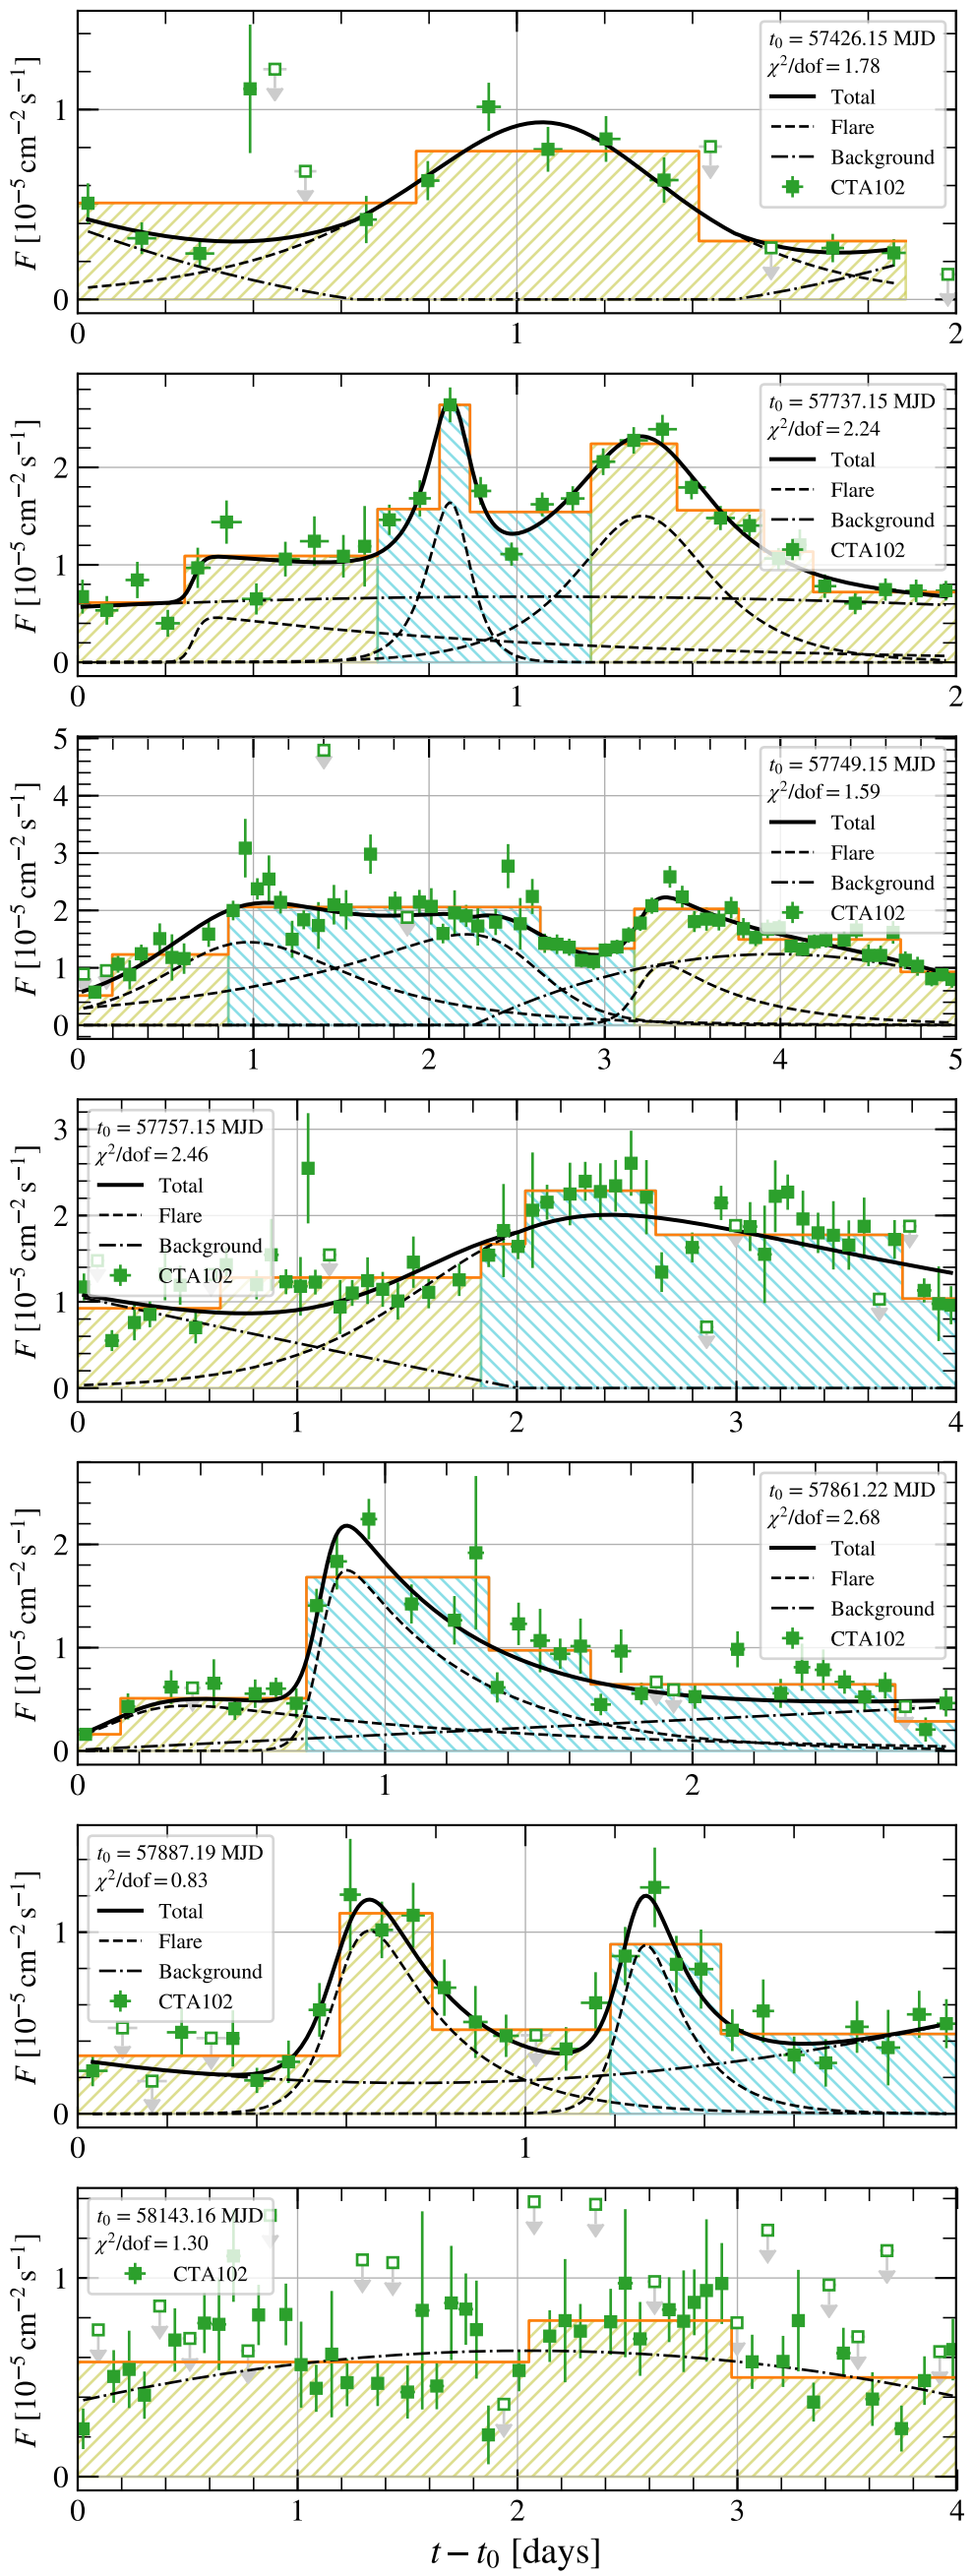 F [10⁻⁵ cm⁻² s⁻¹]
t₀ = 57426.15 MJD
χ²/dof = 1.78
Total
Flare
Background
CTA102
1
0
0 1 2
F [10⁻⁵ cm⁻² s⁻¹]
t₀ = 57737.15 MJD
χ²/dof = 2.24
Total
Flare
Background
CTA102
2
1
0
0 1 2
F [10⁻⁵ cm⁻² s⁻¹]
t₀ = 57749.15 MJD
χ²/dof = 1.59
Total
Flare
Background
CTA102
5
4
3
2
1
0
0 1 2 3 4 5
F [10⁻⁵ cm⁻² s⁻¹]
t₀ = 57757.15 MJD
χ²/dof = 2.46
Total
Flare
Background
CTA102
3
2
1
0
0 1 2 3 4
F [10⁻⁵ cm⁻² s⁻¹]
t₀ = 57861.22 MJD
χ²/dof = 2.68
Total
Flare
Background
CTA102
2
1
0
0 1 2
F [10⁻⁵ cm⁻² s⁻¹]
t₀ = 57887.19 MJD
χ²/dof = 0.83
Total
Flare
Background
CTA102
1
0
0 1
F [10⁻⁵ cm⁻² s⁻¹]
t₀ = 58143.16 MJD
χ²/dof = 1.30
CTA102
1
0
0 1 2 3 4
t − t₀ [days]